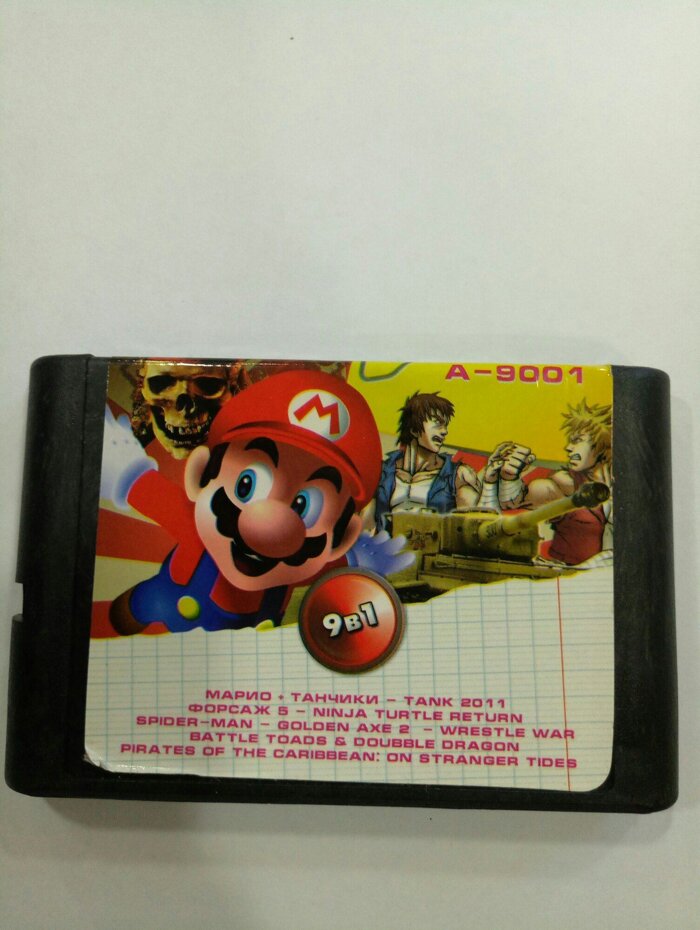 A-9001
M
9в1
МАРИО • ТАНЧИКИ - TANK 2011
ФОРСАЖ 5 - NINJA TURTLE RETURN
SPIDER-MAN - GOLDEN AXE 2 - WRESTLE WAR
BATTLE TOADS & DOUBBLE DRAGON
PIRATES OF THE CARIBBEAN: ON STRANGER TIDES